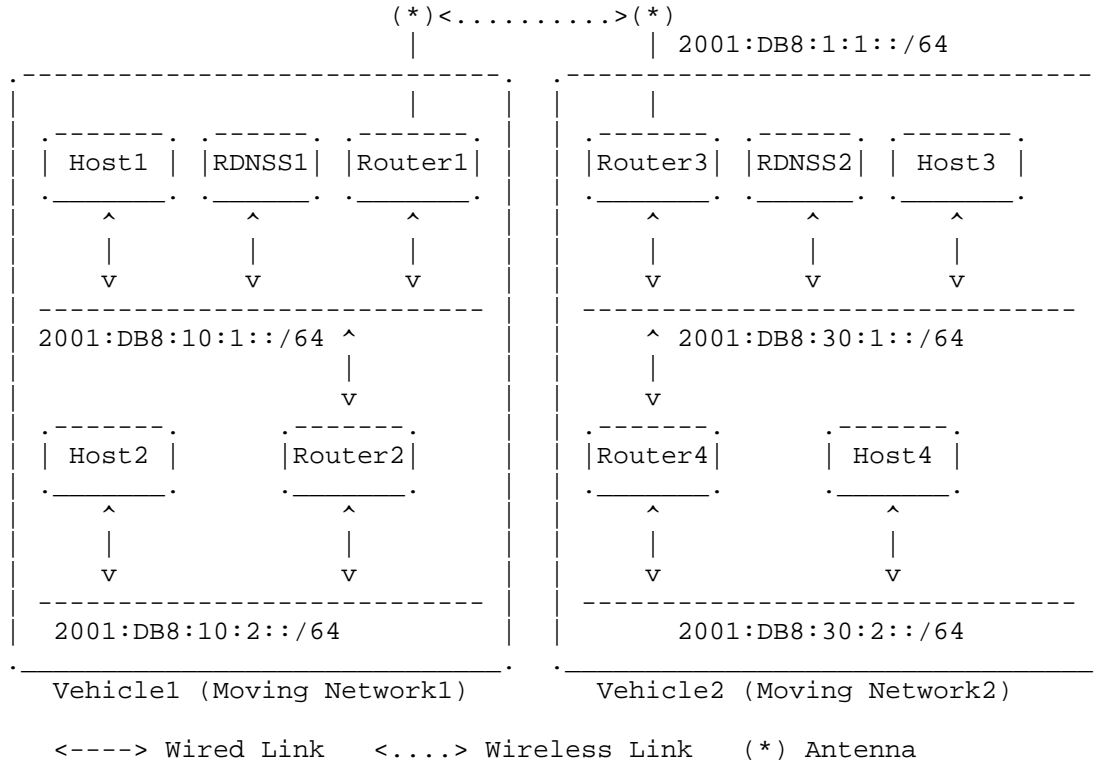 (*)<..........>(*)
2001:DB8:1:1::/64
Host1 RDNSS1 Router1 Router3 RDNSS2 Host3
2001:DB8:10:1::/64 2001:DB8:30:1::/64
Host2 Router2 Router4 Host4
2001:DB8:10:2::/64 2001:DB8:30:2::/64
Vehicle1 (Moving Network1) Vehicle2 (Moving Network2)
<----> Wired Link <....> Wireless Link (*) Antenna